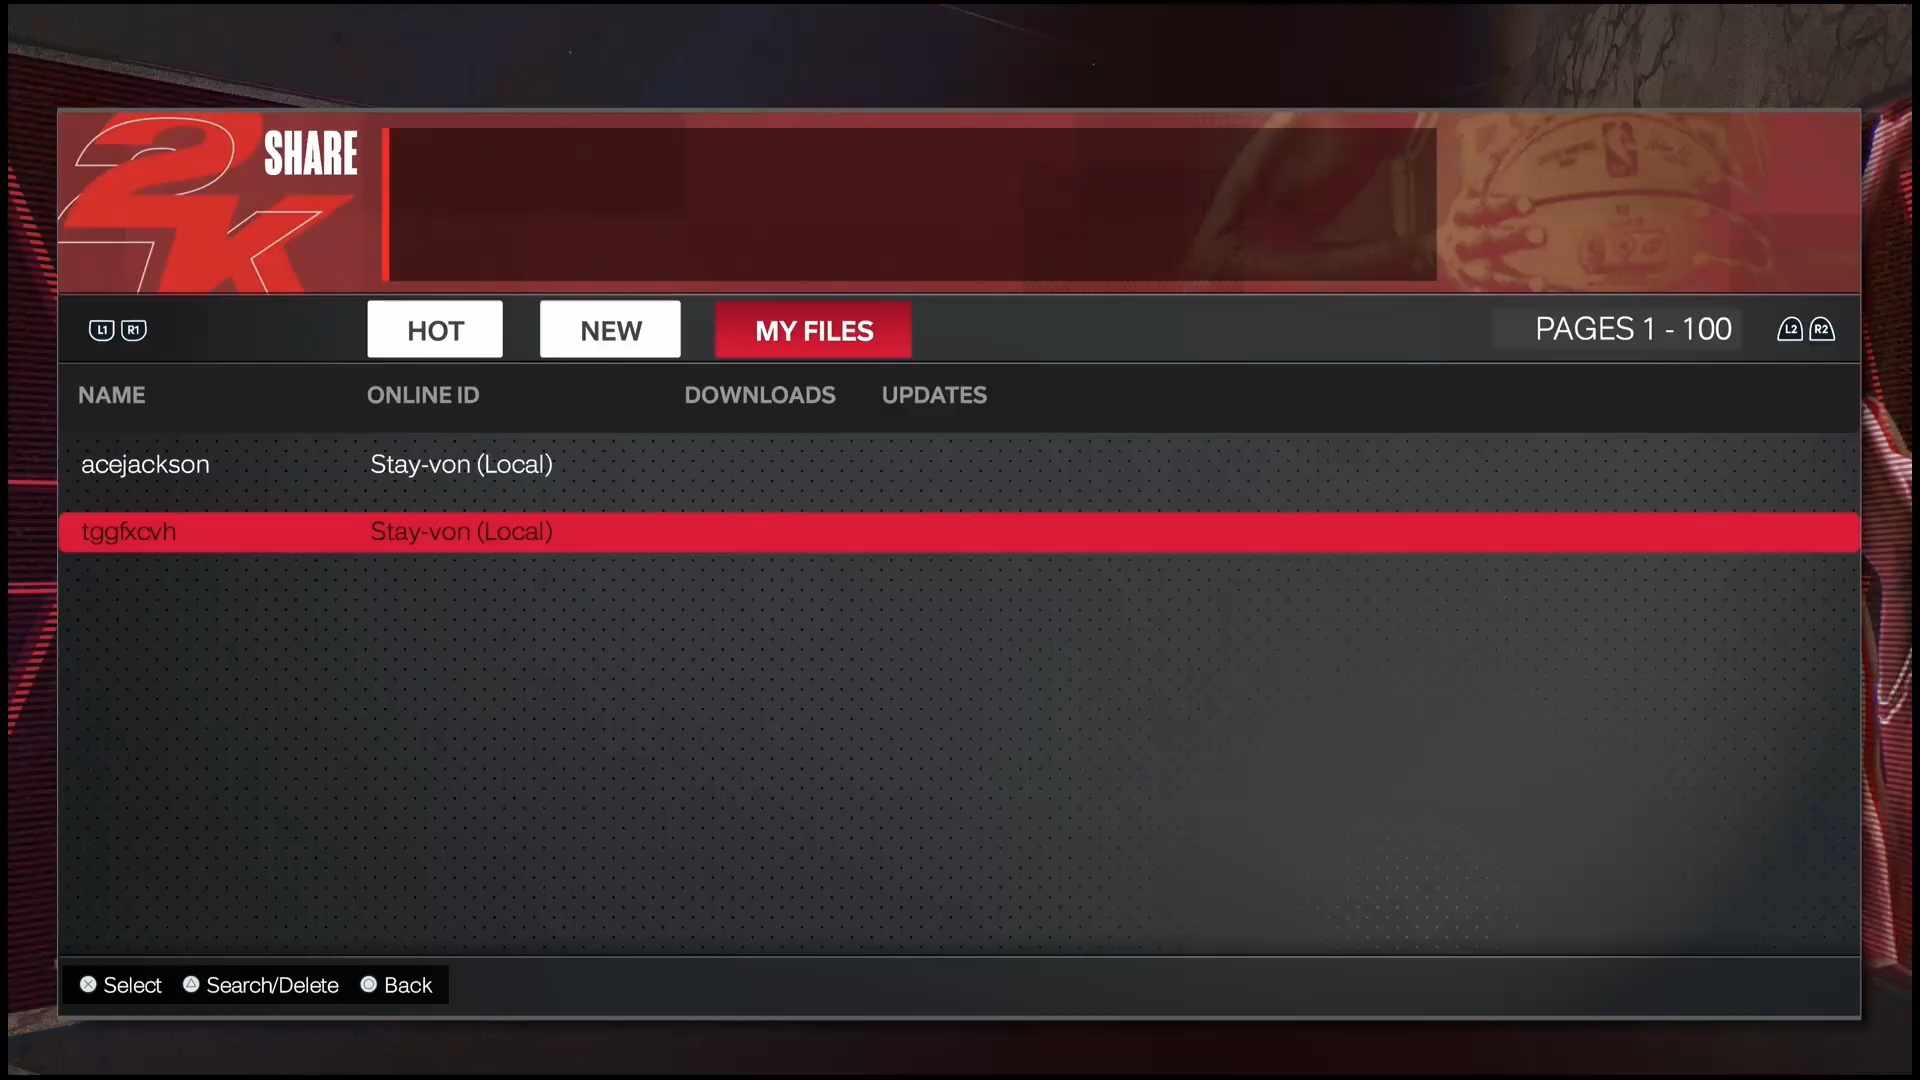 2K SHARE
L1 R1 HOT NEW MY FILES PAGES 1 - 100 L2 R2
NAME ONLINE ID DOWNLOADS UPDATES
acejackson Stay-von (Local)
tggfxcvh Stay-von (Local)
Select Search/Delete Back